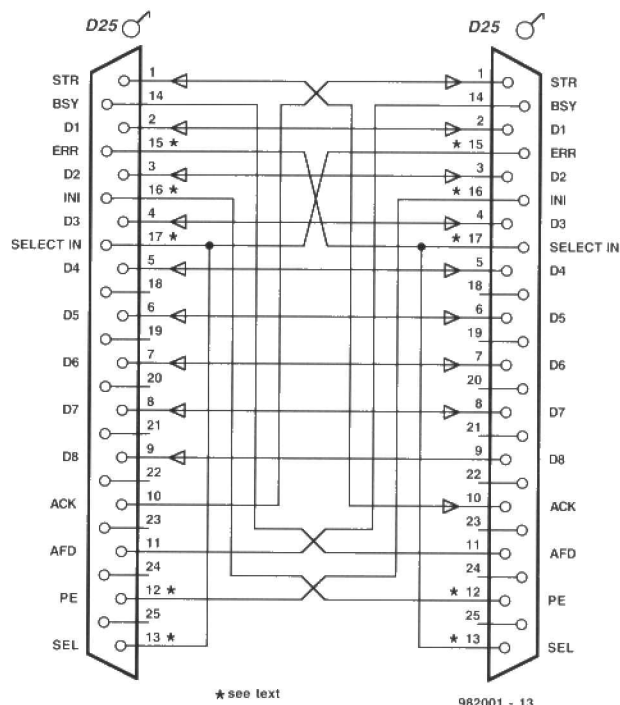 D25 D25
STR 1 1 STR
BSY 14 14 BSY
D1 2 2 D1
ERR 15 * * 15 ERR
D2 3 3 D2
INI 16 * * 16 INI
D3 4 4 D3
SELECT IN 17 * * 17 SELECT IN
D4 5 5 D4
18 18
D5 6 6 D5
19 19
D6 7 7 D6
20 20
D7 8 8 D7
21 21
D8 9 9 D8
22 22
ACK 10 10 ACK
23 23
AFD 11 11 AFD
24 24
PE 12 * * 12 PE
25 25
SEL 13 * * 13 SEL
* see text
982001 - 13